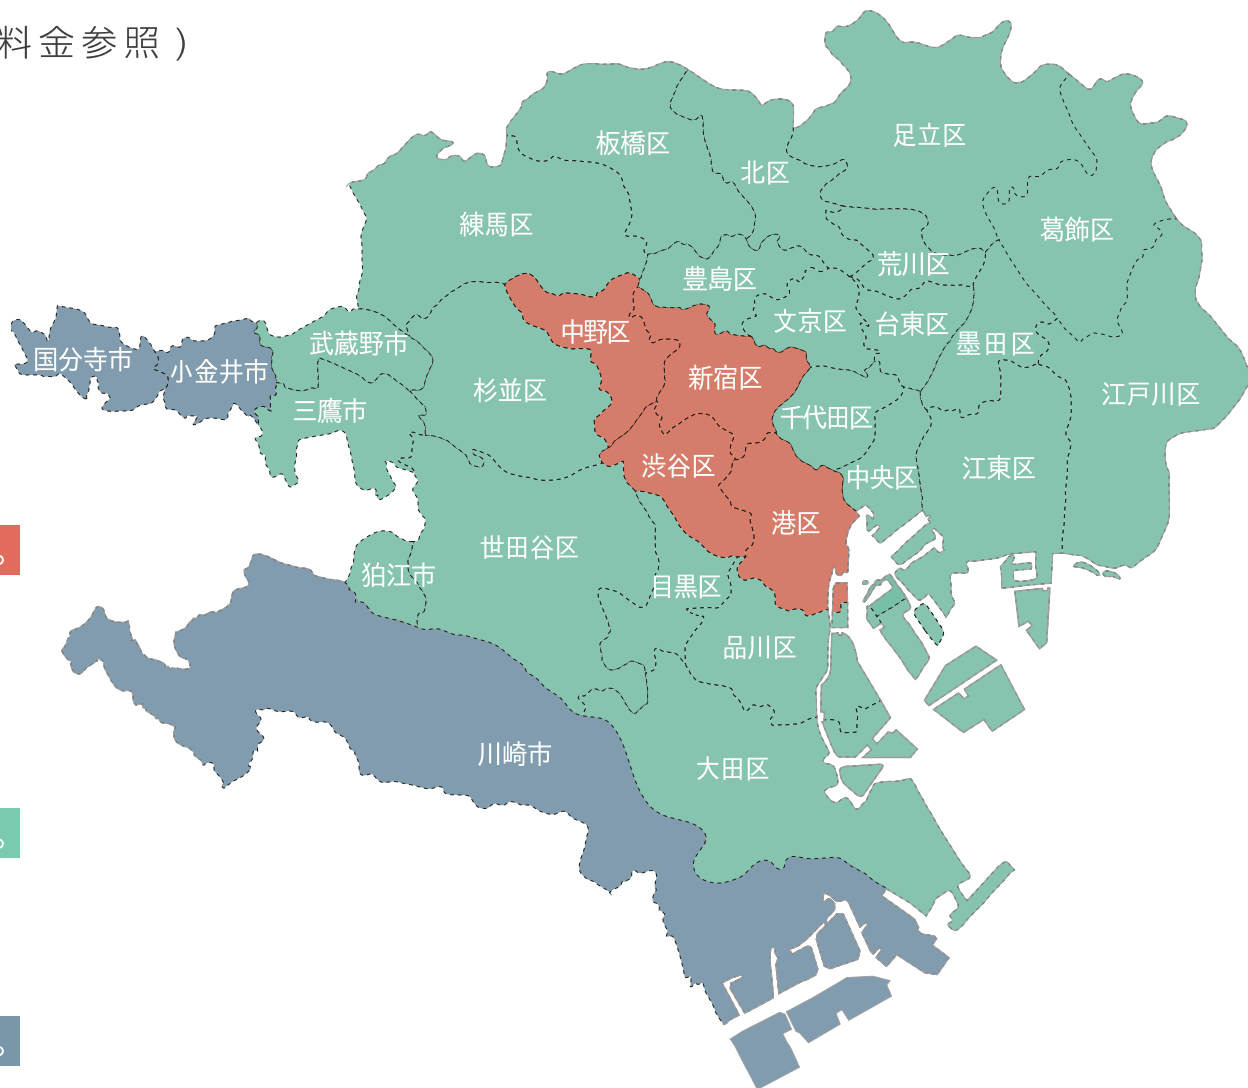 料金参照）
足立区
板橋区
北区
練馬区
葛飾区
荒川区
豊島区
文京区
台東区
中野区
武蔵野市
墨田区
国分寺市
小金井市
新宿区
杉並区
江戸川区
三鷹市
千代田区
渋谷区
江東区
中央区
港区
世田谷区
。
狛江市
目黒区
品川区
川崎市
大田区
。
。